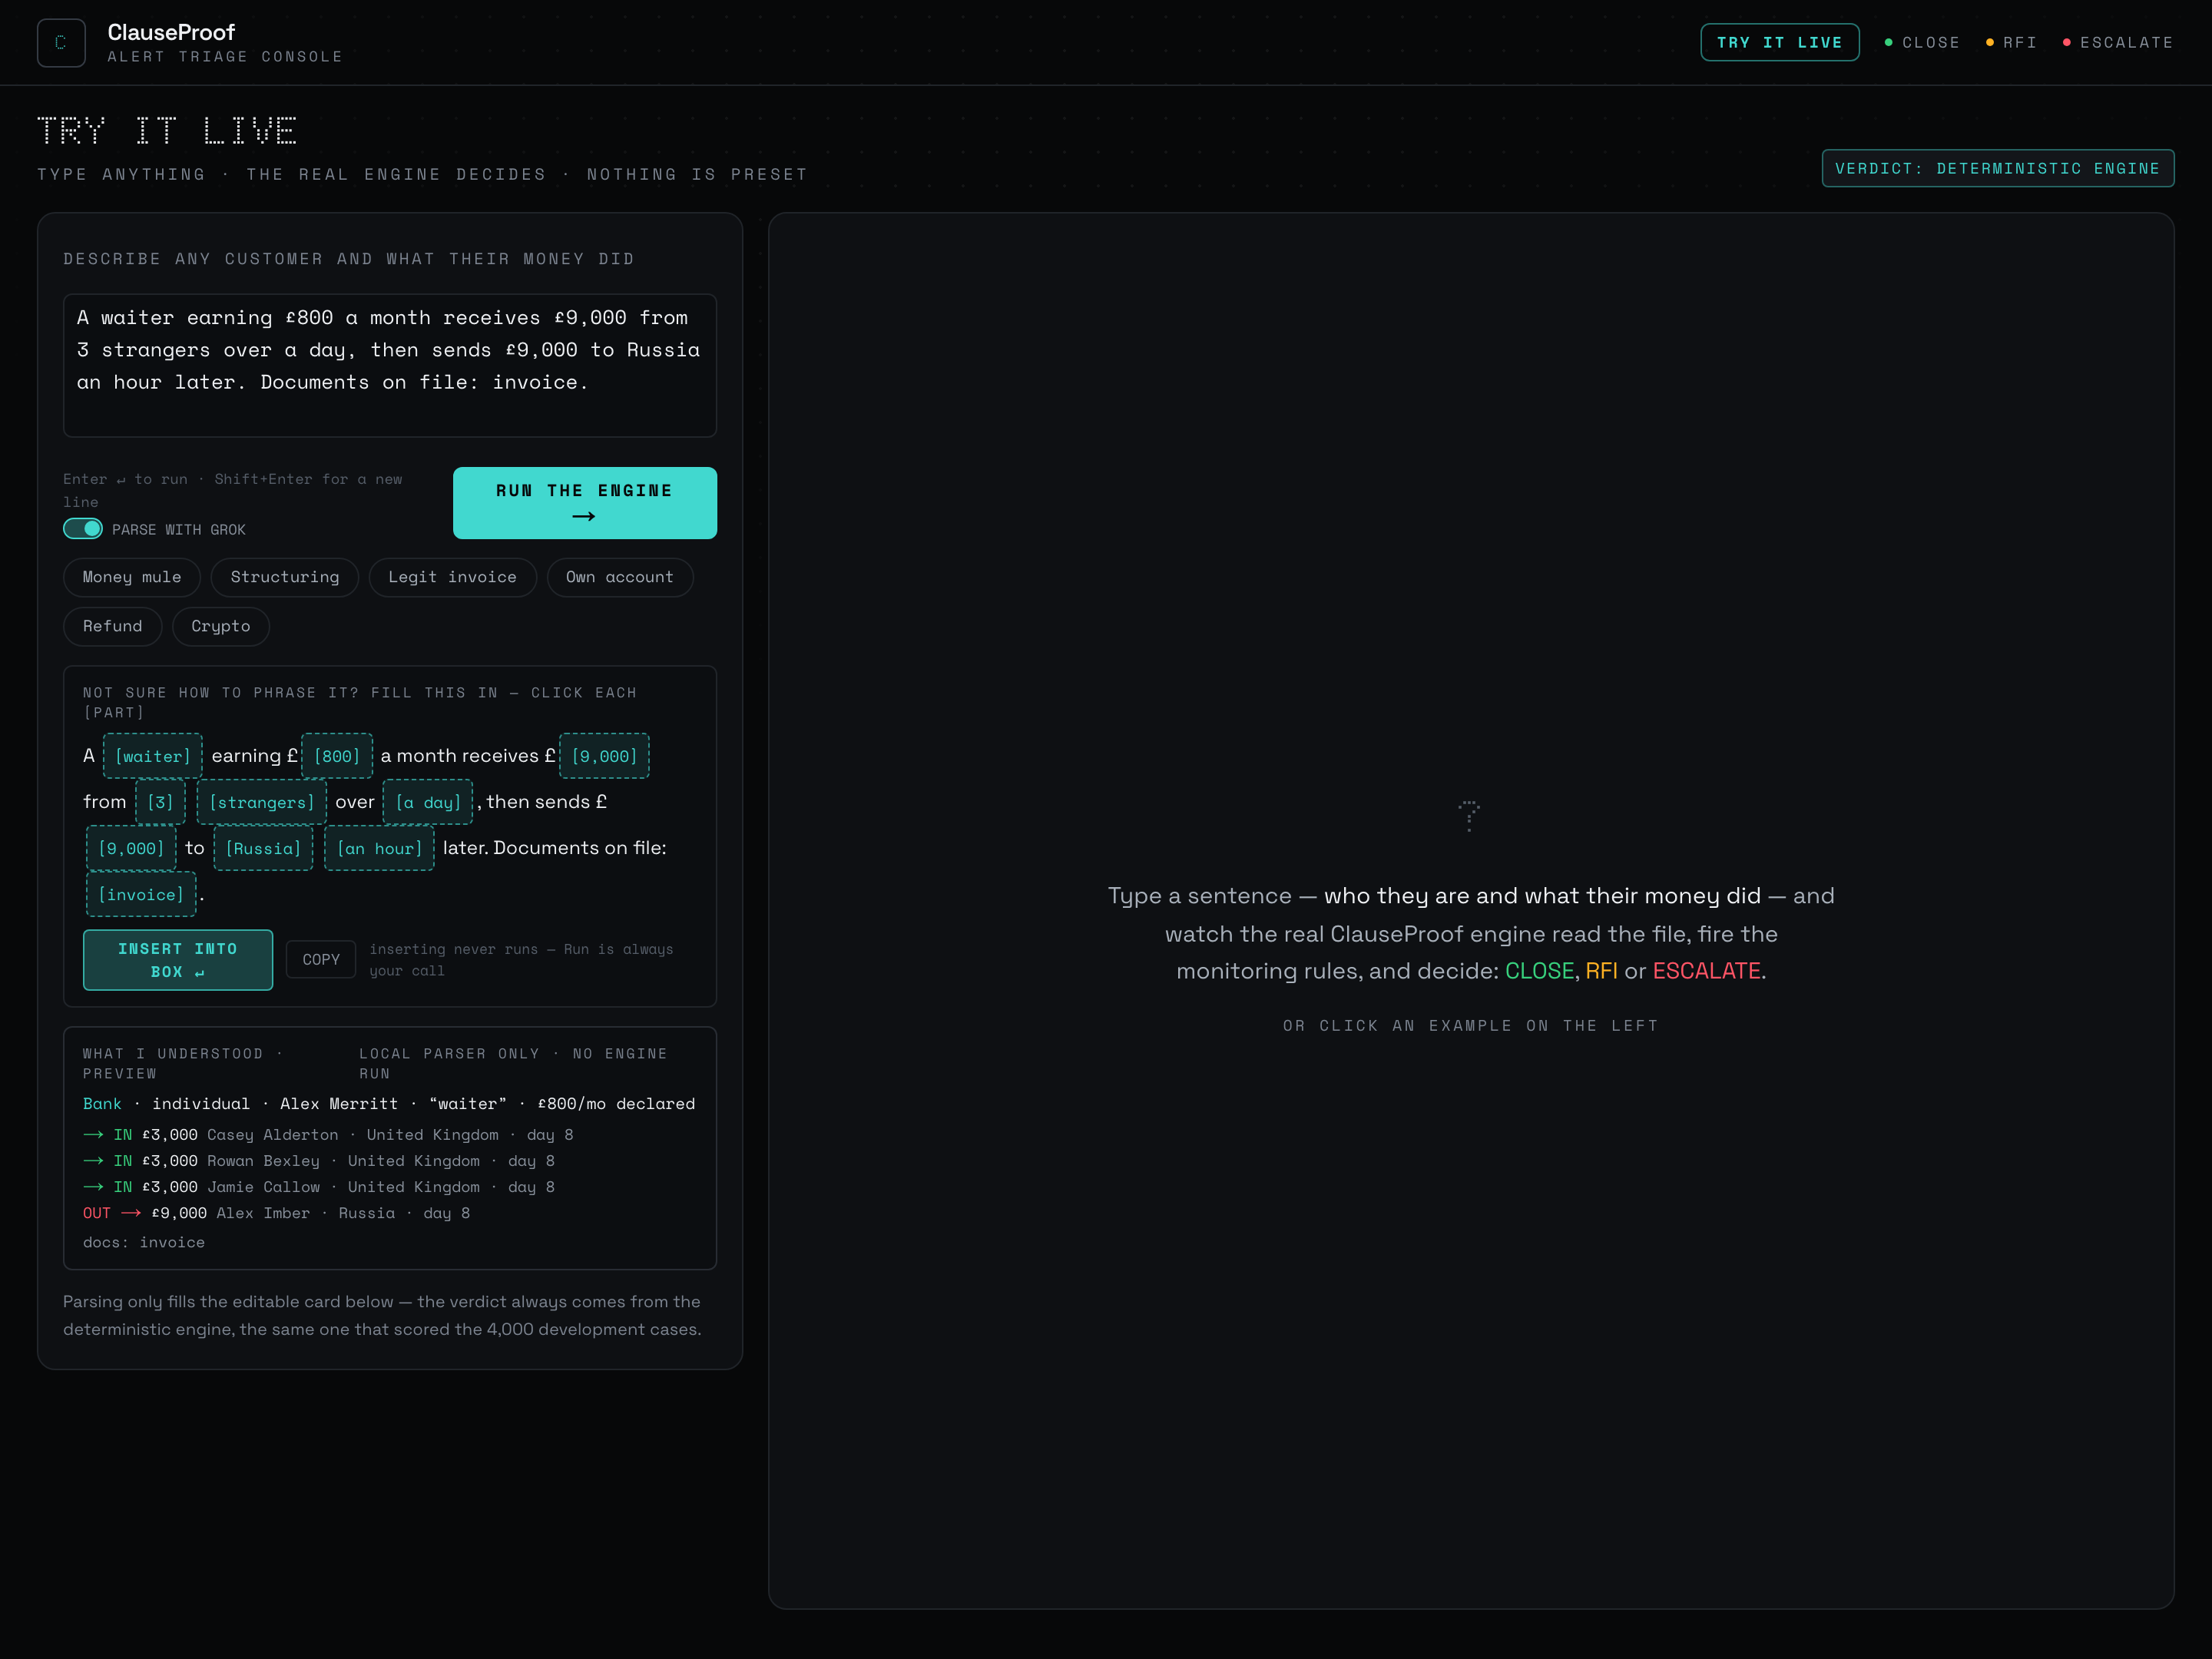 C
ClauseProof
ALERT TRIAGE CONSOLE
TRY IT LIVE
CLOSE
RFI
ESCALATE
TRY IT LIVE
TYPE ANYTHING · THE REAL ENGINE DECIDES · NOTHING IS PRESET
VERDICT: DETERMINISTIC ENGINE
DESCRIBE ANY CUSTOMER AND WHAT THEIR MONEY DID
A waiter earning £800 a month receives £9,000 from
3 strangers over a day, then sends £9,000 to Russia
an hour later. Documents on file: invoice.
Enter ↵ to run · Shift+Enter for a new
line
PARSE WITH GROK
RUN THE ENGINE
→
Money mule
Structuring
Legit invoice
Own account
Refund
Crypto
NOT SURE HOW TO PHRASE IT? FILL THIS IN — CLICK EACH
[PART]
A [waiter] earning £ [800] a month receives £ [9,000]
from [3] [strangers] over [a day] , then sends £
[9,000] to [Russia] [an hour] later. Documents on file:
[invoice] .
INSERT INTO
BOX ↵
COPY
inserting never runs — Run is always
your call
WHAT I UNDERSTOOD ·
PREVIEW
LOCAL PARSER ONLY · NO ENGINE
RUN
Bank · individual · Alex Merritt · “waiter” · £800/mo declared
→ IN £3,000 Casey Alderton · United Kingdom · day 8
→ IN £3,000 Rowan Bexley · United Kingdom · day 8
→ IN £3,000 Jamie Callow · United Kingdom · day 8
OUT → £9,000 Alex Imber · Russia · day 8
docs: invoice
Parsing only fills the editable card below — the verdict always comes from the
deterministic engine, the same one that scored the 4,000 development cases.
?
Type a sentence — who they are and what their money did — and
watch the real ClauseProof engine read the file, fire the
monitoring rules, and decide: CLOSE, RFI or ESCALATE.
OR CLICK AN EXAMPLE ON THE LEFT